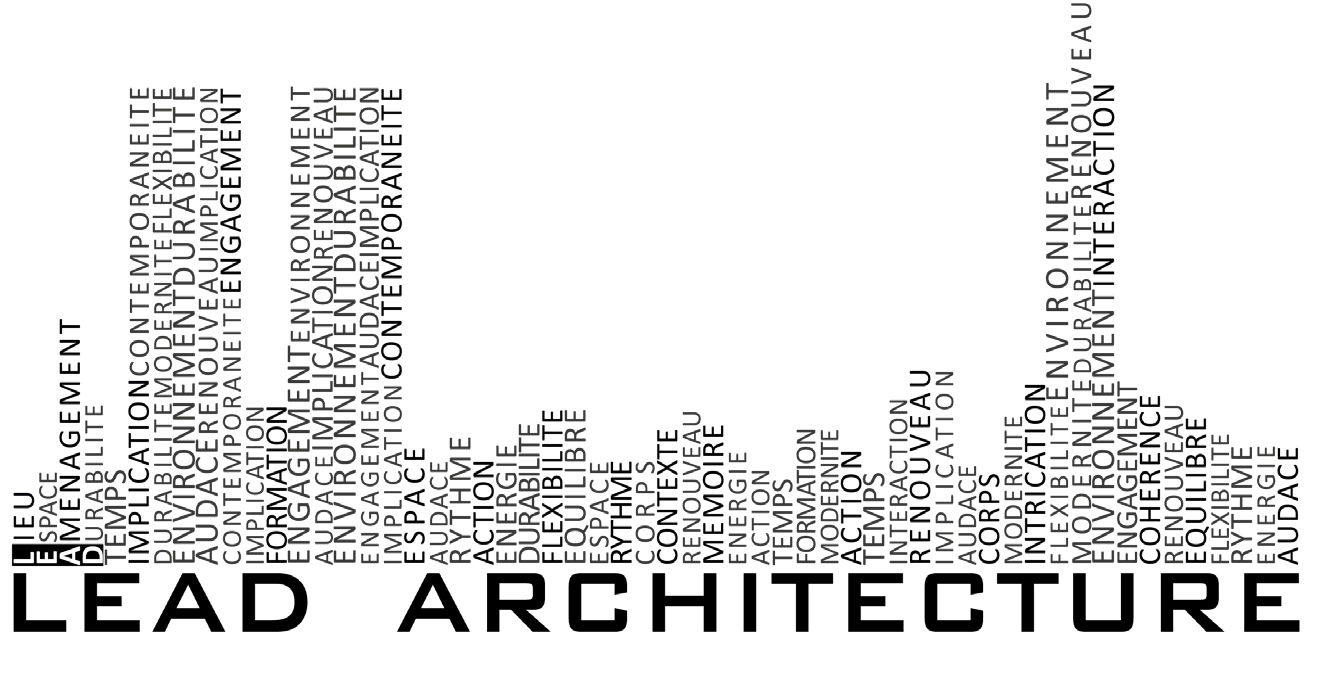 LIEU
ESPACE
AMENAGEMENT
DURABILITE
TEMPS
IMPLICATIONCONTEMPORANEITE
DURABILITEMODERNITEFLEXIBILITE
ENVIRONNEMENTDURABILITE
AUDACERENOUVEAUIMPLICATION
CONTEMPORANEITEENGAGEMENT
IMPLICATION
FORMATION
ENGAGEMENTENVIRONNEMENT
AUDACEIMPLICATIONRENOUVEAU
ENVIRONNEMENTDURABILITE
ENGAGEMENTAUDACEIMPLICATION
IMPLICATIONCONTEMPORANEITE
ESPACE
AUDACE
RYTHME
ACTION
ENERGIE
DURABILITE
FLEXIBILITE
EQUILIBRE
ESPACE
RYTHME
CORPS
CONTEXTE
RENOUVEAU
MEMOIRE
ENERGIE
ACTION
TEMPS
FORMATION
MODERNITE
ACTION
TEMPS
INTERACTION
RENOUVEAU
IMPLICATION
AUDACE
CORPS
MODERNITE
INTRICATION
FLEXIBILITEENVIRONNEMENT
MODERNITEDURABILITERENOUVEAU
ENVIRONNEMENTINTERACTION
ENGAGEMENT
COHERENCE
RENOUVEAU
EQUILIBRE
FLEXIBILITE
RYTHME
ENERGIE
AUDACE
LEAD ARCHITECTURE